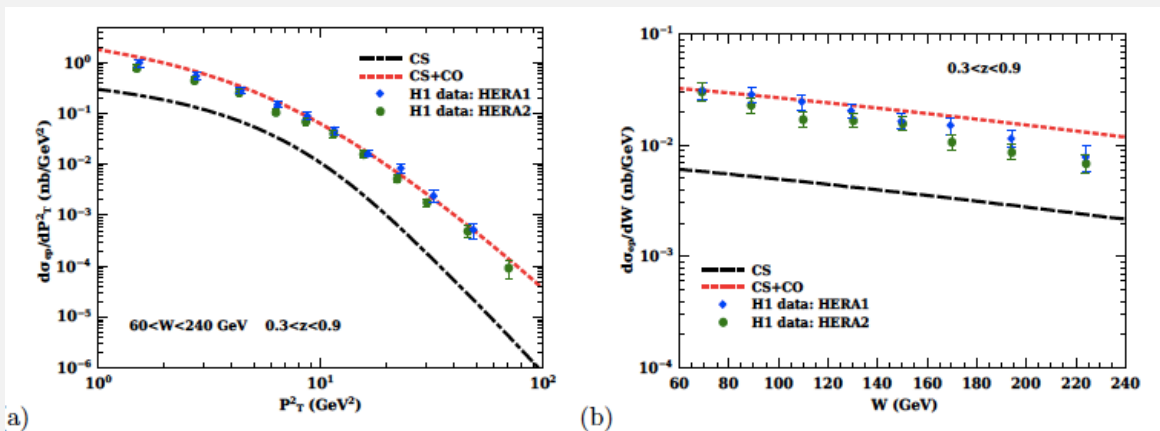 10⁰
10⁻¹
10⁻²
10⁻³
10⁻⁴
10⁻⁵
10⁻⁶
dσₑₚ/dP²_T (nb/GeV²)
CS
CS+CO
H1 data: HERA1
H1 data: HERA2
60<W<240 GeV 0.3<z<0.9
10⁰ 10¹ 10²
P²_T (GeV²)
a)
10⁻¹
10⁻²
10⁻³
10⁻⁴
dσₑₚ/dW (nb/GeV)
0.3<z<0.9
CS
CS+CO
H1 data: HERA1
H1 data: HERA2
60 80 100 120 140 160 180 200 220 240
W (GeV)
(b)